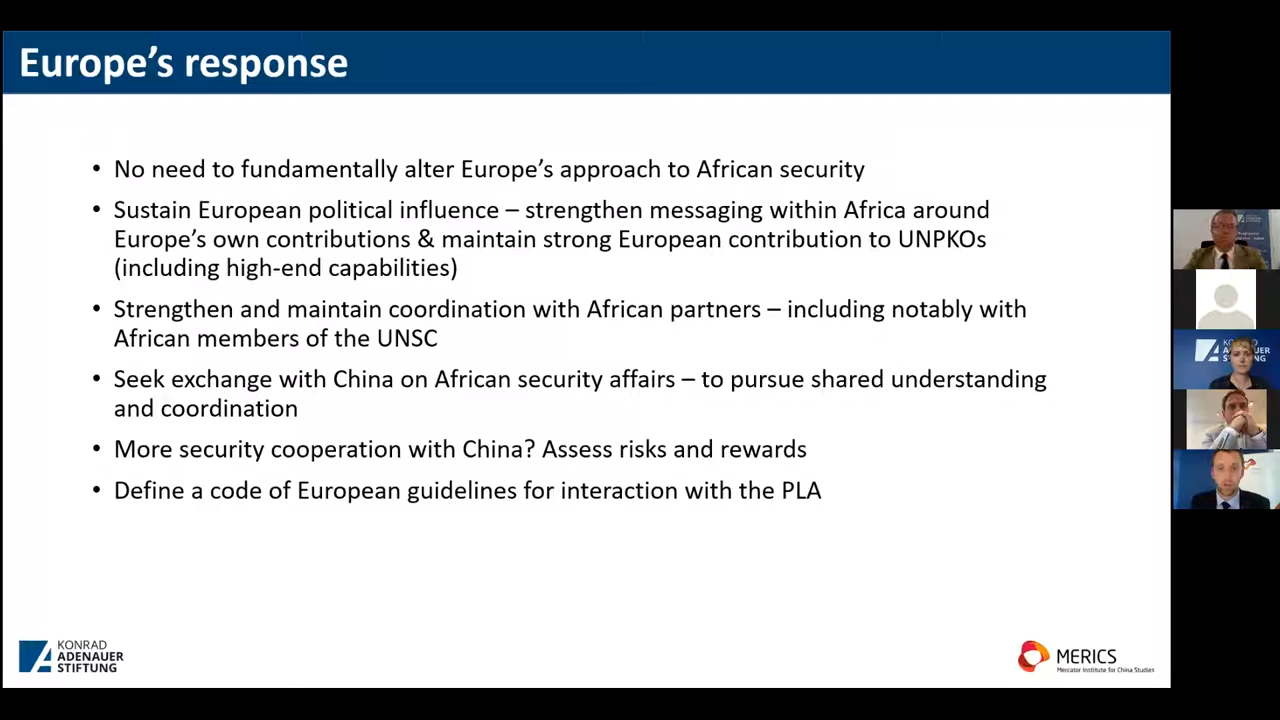 Europe's response
• No need to fundamentally alter Europe's approach to African security
• Sustain European political influence – strengthen messaging within Africa around
Europe's own contributions & maintain strong European contribution to UNPKOs
(including high-end capabilities)
• Strengthen and maintain coordination with African partners – including notably with
African members of the UNSC
• Seek exchange with China on African security affairs – to pursue shared understanding
and coordination
• More security cooperation with China? Assess risks and rewards
• Define a code of European guidelines for interaction with the PLA
KONRAD
ADENAUER
STIFTUNG
MERICS
Mercator Institute for China Studies
KONRAD
ADENAUER
STIFTUNG